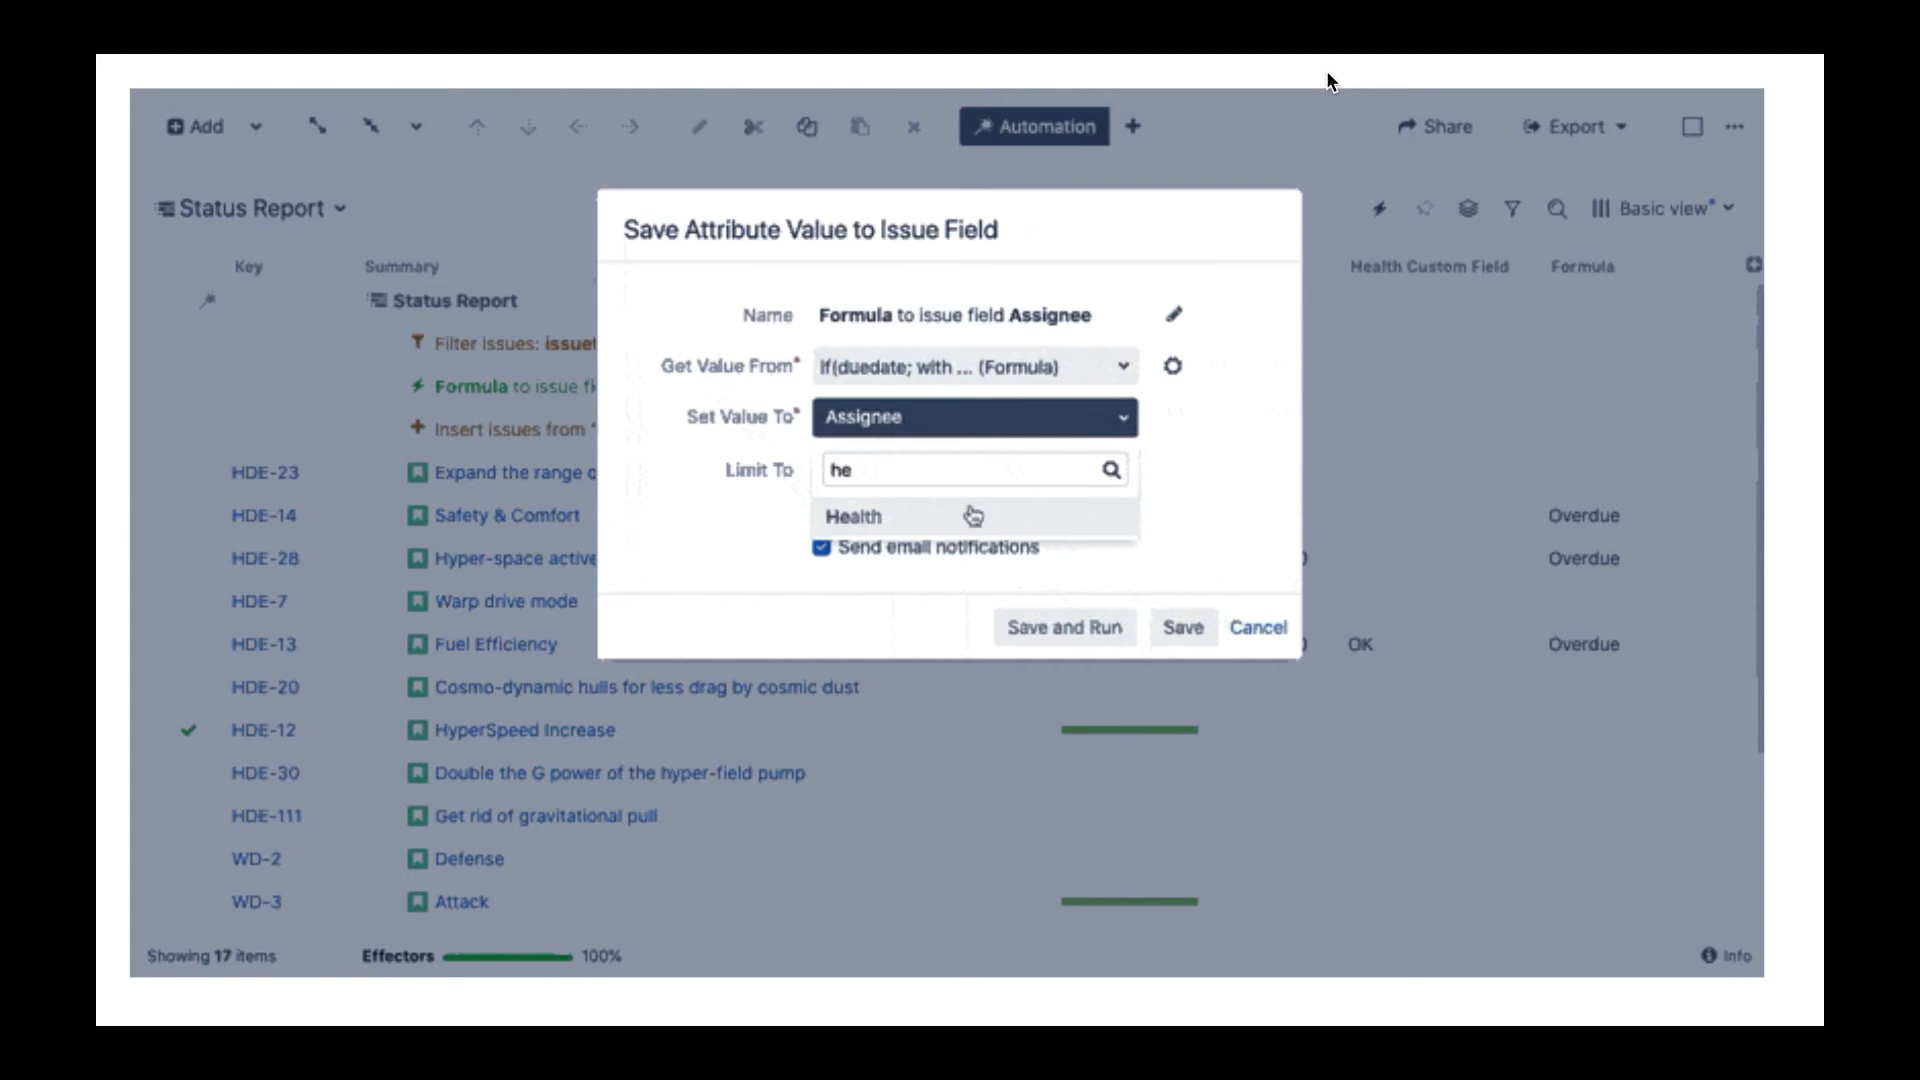 Add
Automation
Share
Export
Status Report
Basic view
Key
Summary
Health Custom Field
Formula
Status Report
Filter issues: issuet
Formula to issue fi
Insert issues from "
HDE-23 Expand the range o
HDE-14 Safety & Comfort Overdue
HDE-28 Hyper-space active Overdue
HDE-7 Warp drive mode
HDE-13 Fuel Efficiency OK Overdue
HDE-20 Cosmo-dynamic hulls for less drag by cosmic dust
HDE-12 HyperSpeed Increase
HDE-30 Double the G power of the hyper-field pump
HDE-111 Get rid of gravitational pull
WD-2 Defense
WD-3 Attack
Showing 17 items
Effectors 100%
Info
Save Attribute Value to Issue Field
Name Formula to issue field Assignee
Get Value From* If(duedate; with ... (Formula)
Set Value To* Assignee
Limit To he
Health
Send email notifications
Save and Run Save Cancel